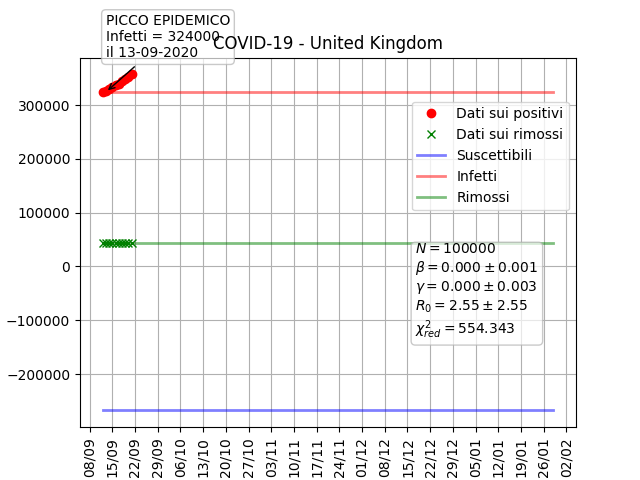 PICCO EPIDEMICO
Infetti = 324000
il 13-09-2020
COVID-19 - United Kingdom
300000
200000
100000
0
−100000
−200000
Dati sui positivi
Dati sui rimossi
Suscettibili
Infetti
Rimossi
N = 100000
β = 0.000 ± 0.001
γ = 0.000 ± 0.003
R₀ = 2.55 ± 2.55
χ²red = 554.343
08/09
15/09
22/09
29/09
06/10
13/10
20/10
27/10
03/11
10/11
17/11
24/11
01/12
08/12
15/12
22/12
29/12
05/01
12/01
19/01
26/01
02/02